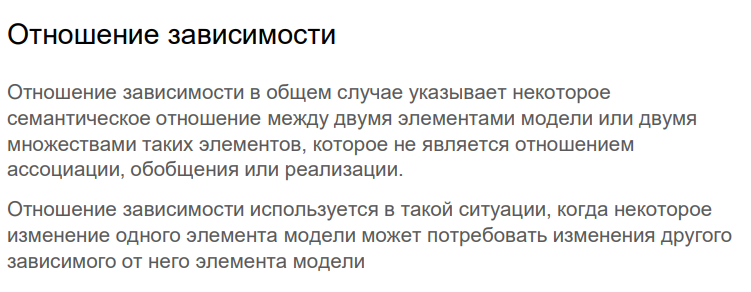 Отношение зависимости
Отношение зависимости в общем случае указывает некоторое
семантическое отношение между двумя элементами модели или двумя
множествами таких элементов, которое не является отношением
ассоциации, обобщения или реализации.
Отношение зависимости используется в такой ситуации, когда некоторое
изменение одного элемента модели может потребовать изменения другого
зависимого от него элемента модели